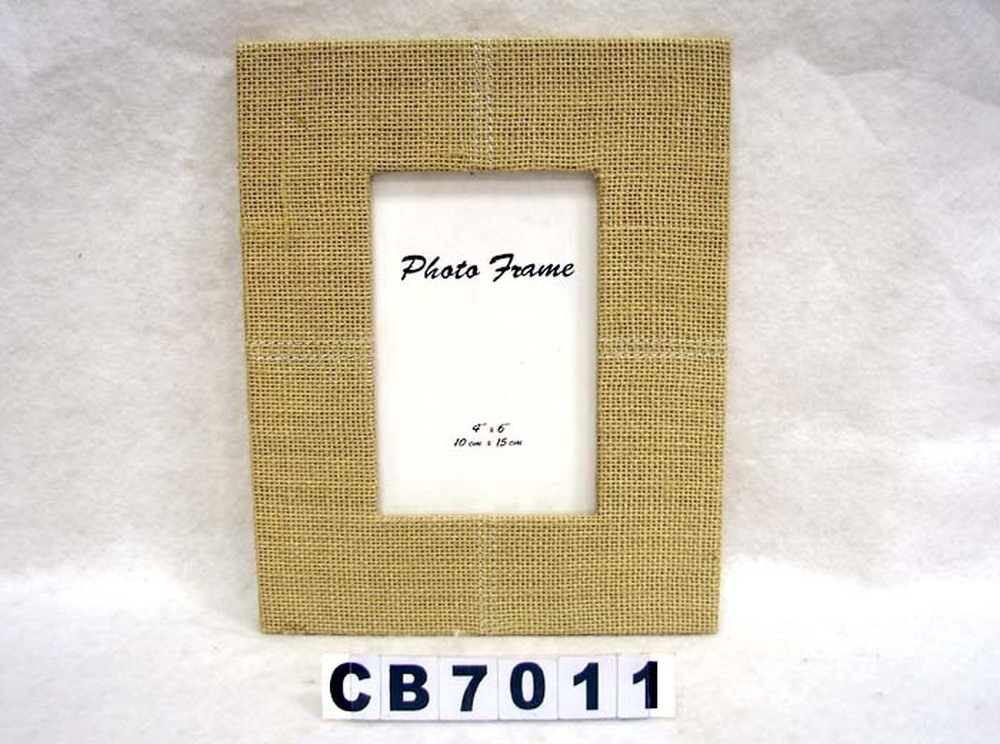 Photo Frame
4" x 6"
10 cm x 15 cm
CB7011